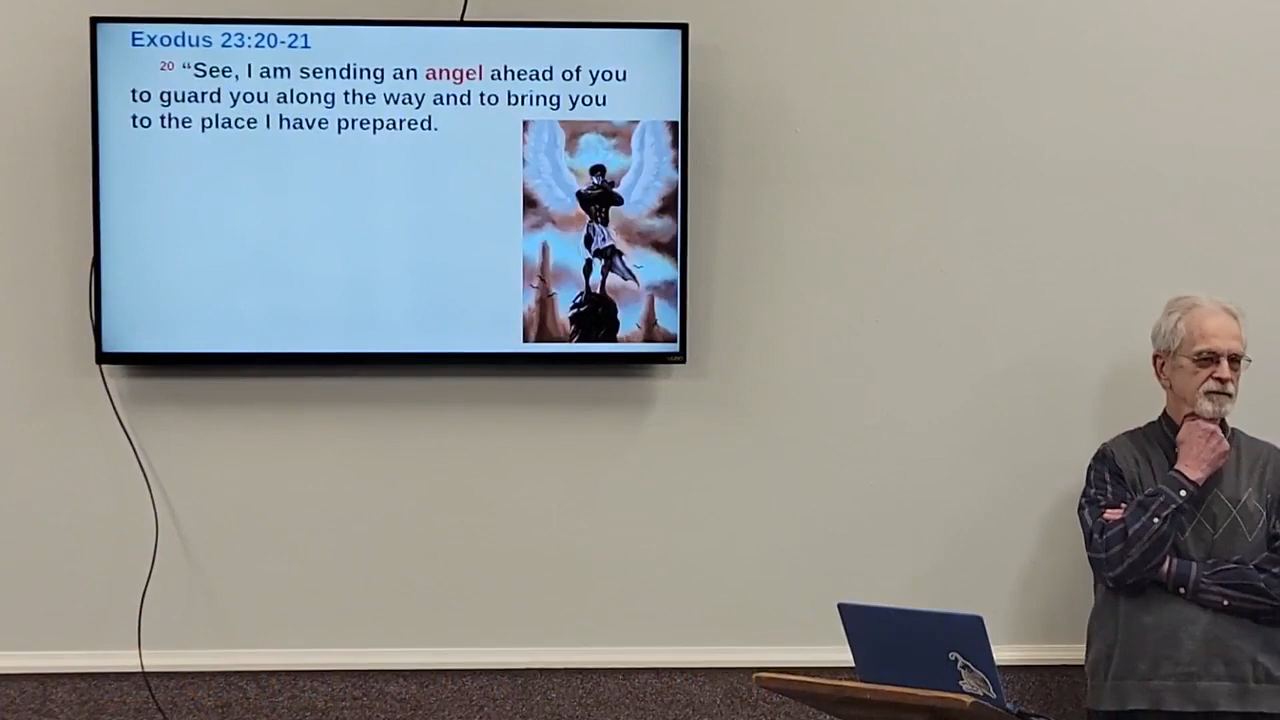 Exodus 23:20-21
20 “See, I am sending an angel ahead of you
to guard you along the way and to bring you
to the place I have prepared.
VIZIO